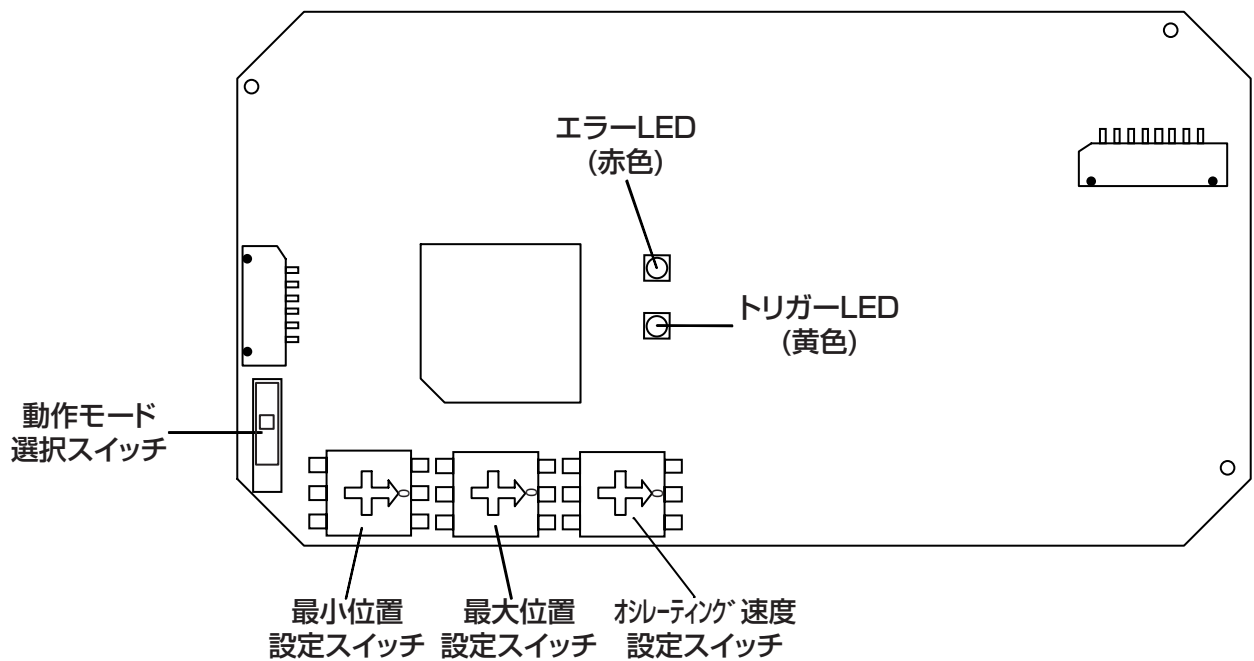 エラーLED
(赤色)
トリガーLED
(黄色)
動作モード
選択スイッチ
0
0
0
最小位置
設定スイッチ
最大位置
設定スイッチ
ｵｼﾚｰﾃｨﾝｸﾞ 速度
設定スイッチ